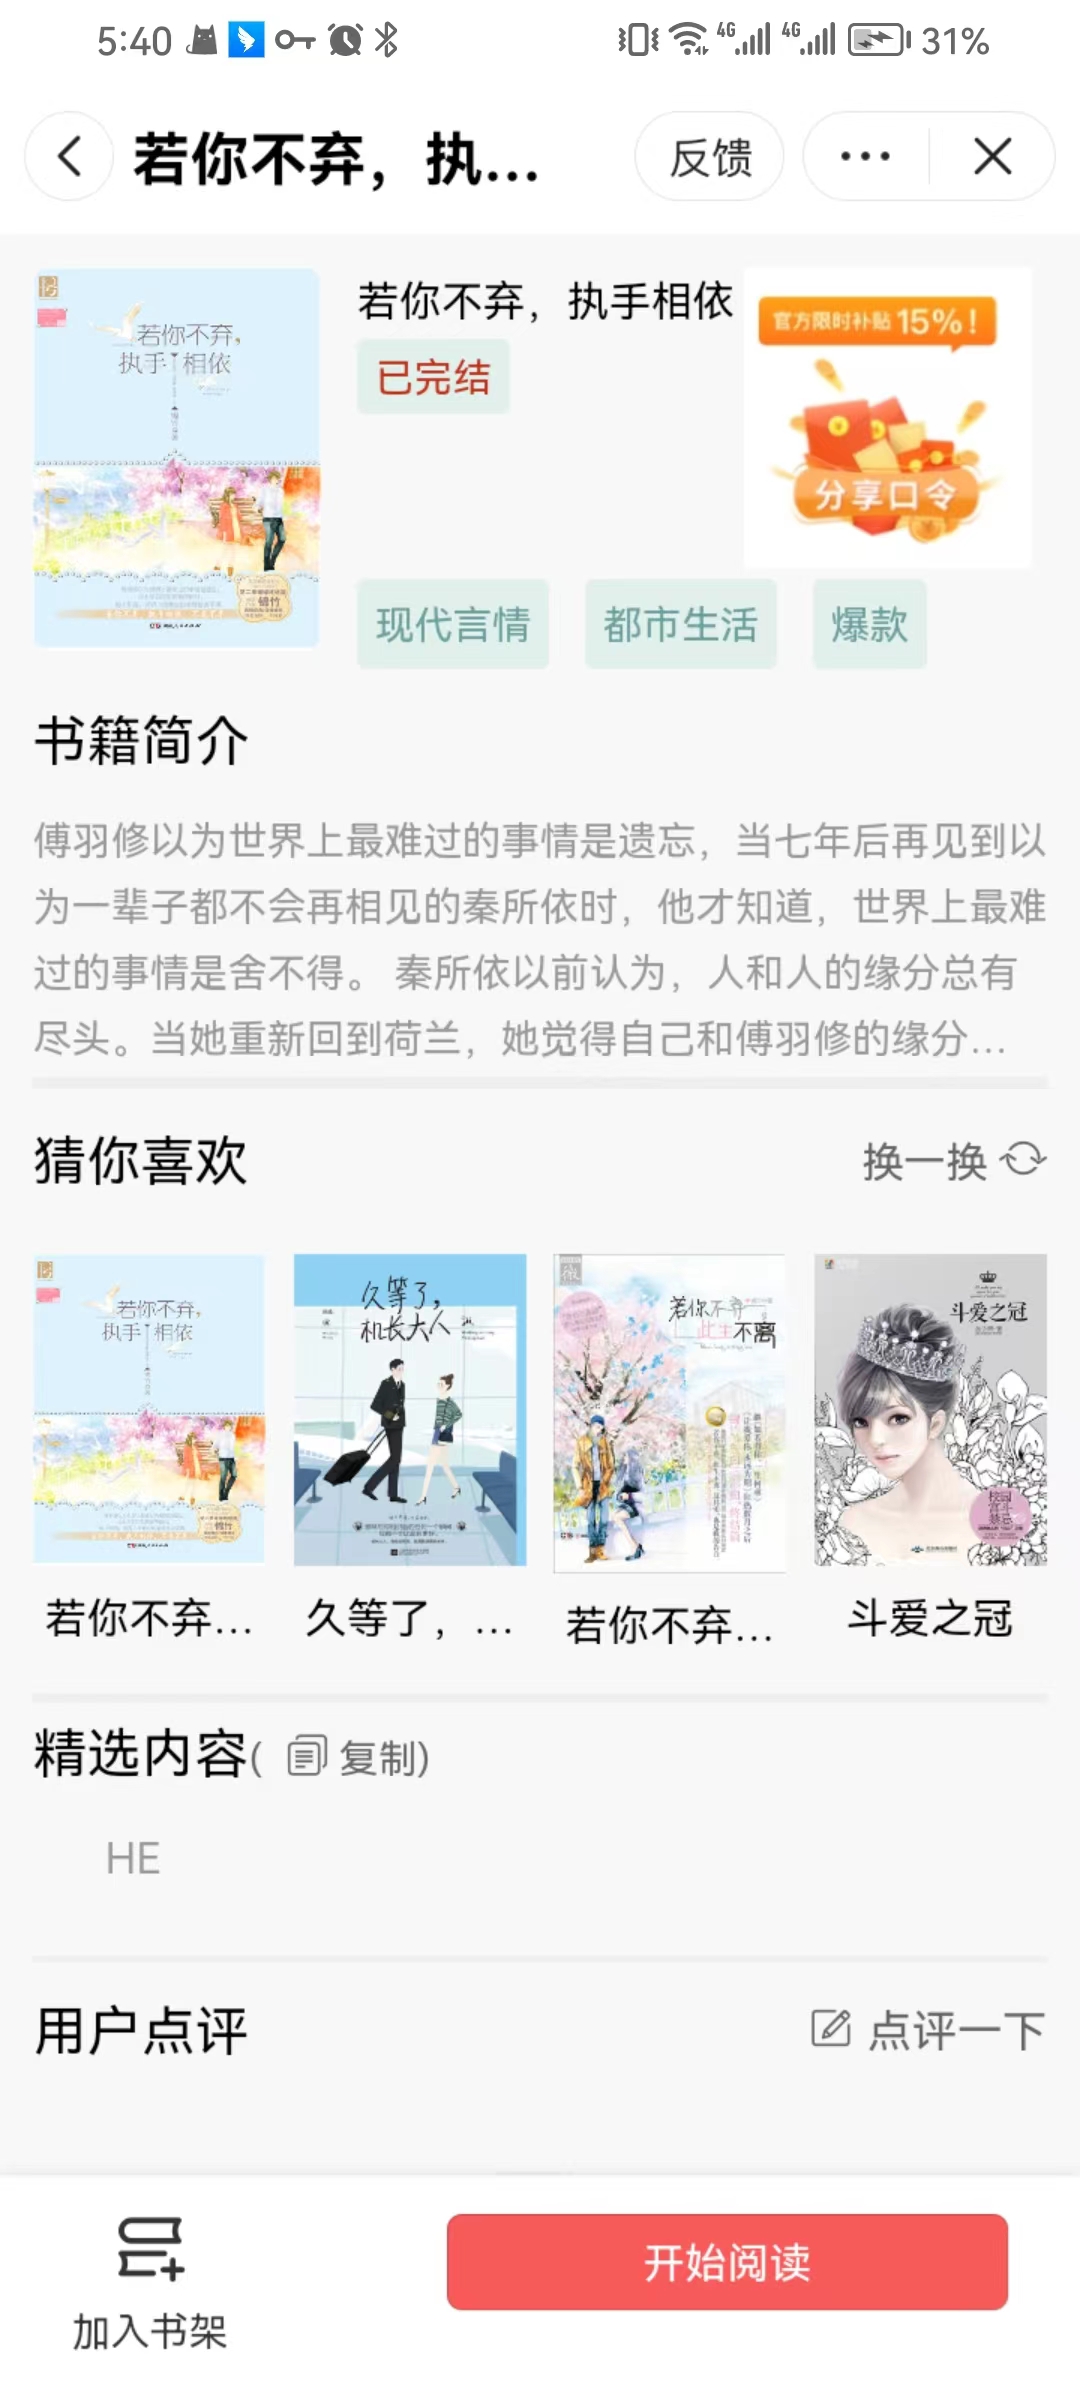 5:40
4G
4G
31%
若你不弃，执...
反馈
若你不弃,
执手相依
若你不弃，执手相依
已完结
官方限时补贴15%！
分享口令
现代言情
都市生活
爆款
书籍简介
傅羽修以为世界上最难过的事情是遗忘，当七年后再见到以
为一辈子都不会再相见的秦所依时，他才知道，世界上最难
过的事情是舍不得。 秦所依以前认为，人和人的缘分总有
尽头。当她重新回到荷兰，她觉得自己和傅羽修的缘分...
猜你喜欢
换一换
若你不弃,
执手相依
久等了,
机长大人
若你不弃
此生不离
斗爱之冠
若你不弃...
久等了，...
若你不弃...
斗爱之冠
精选内容( 复制)
HE
用户点评
点评一下
加入书架
开始阅读